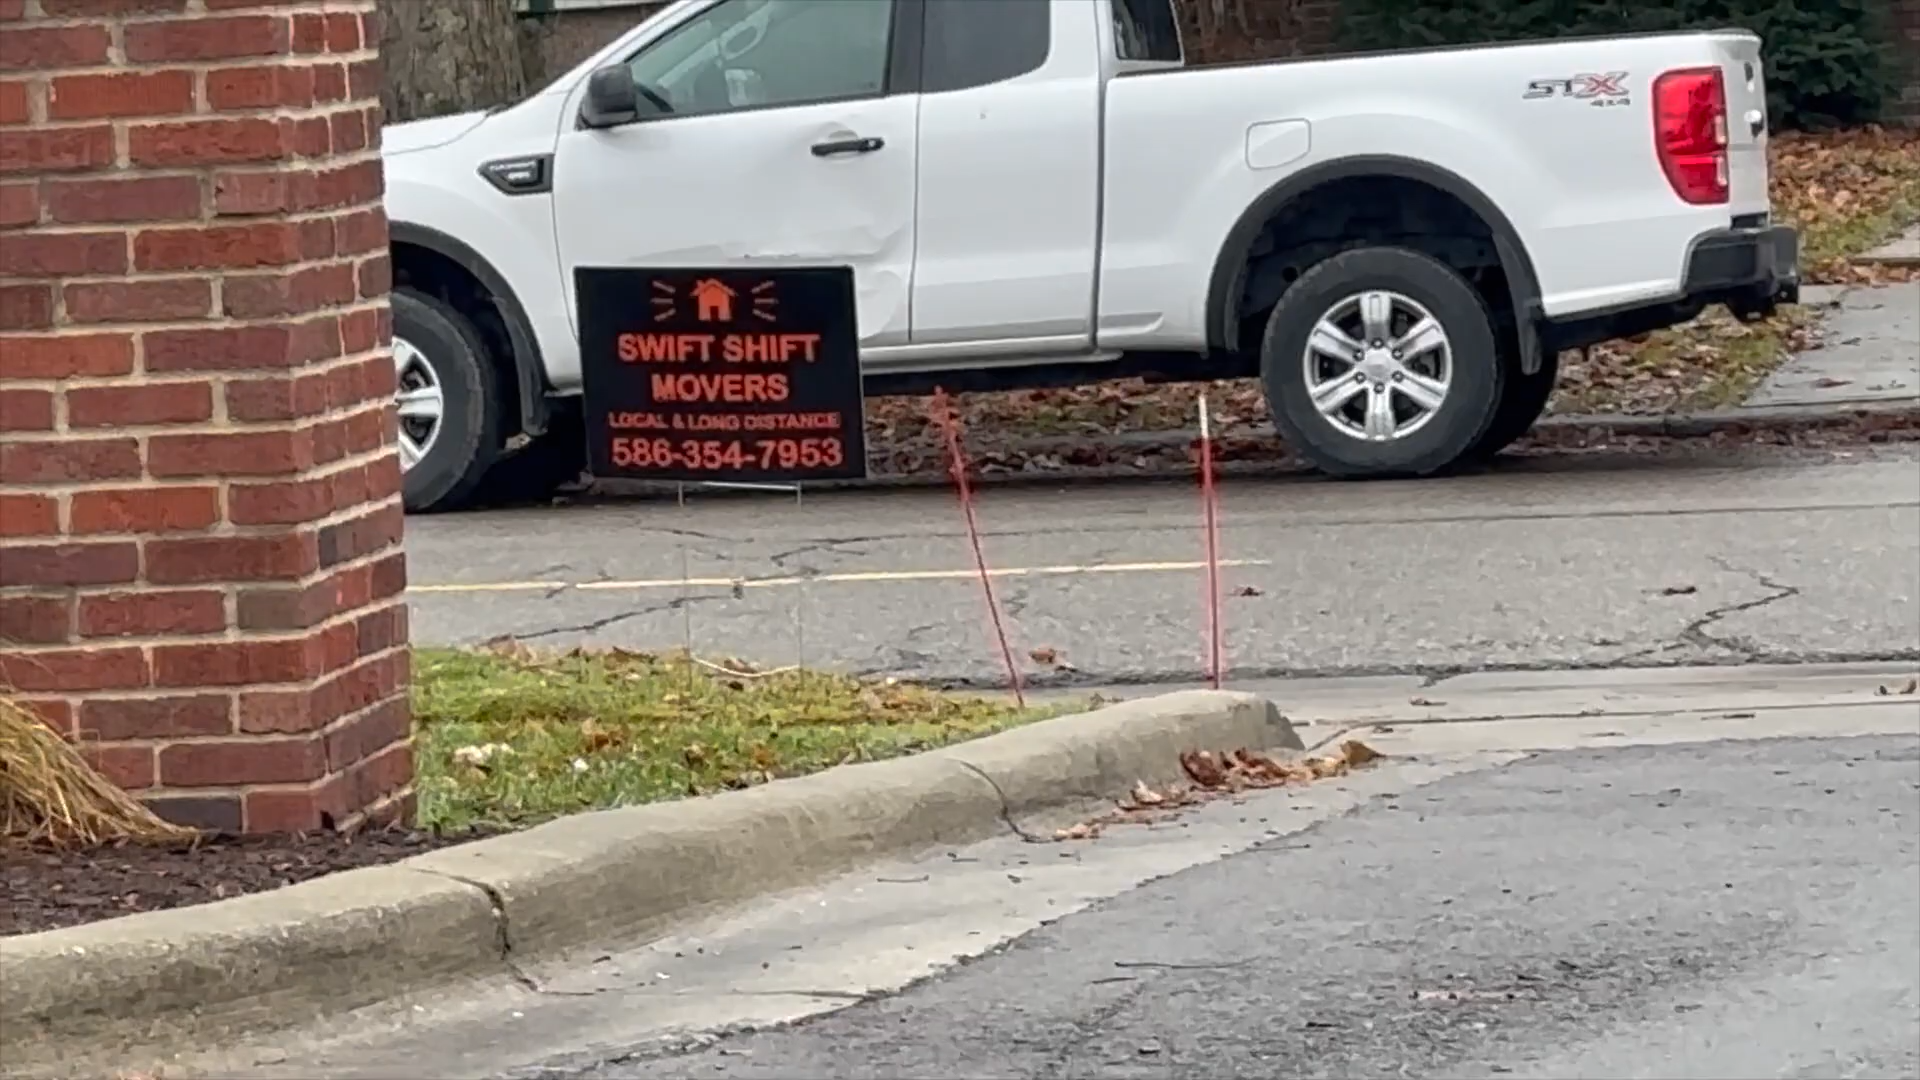 STX
4x4
SWIFT SHIFT
MOVERS
LOCAL & LONG DISTANCE
586-354-7953